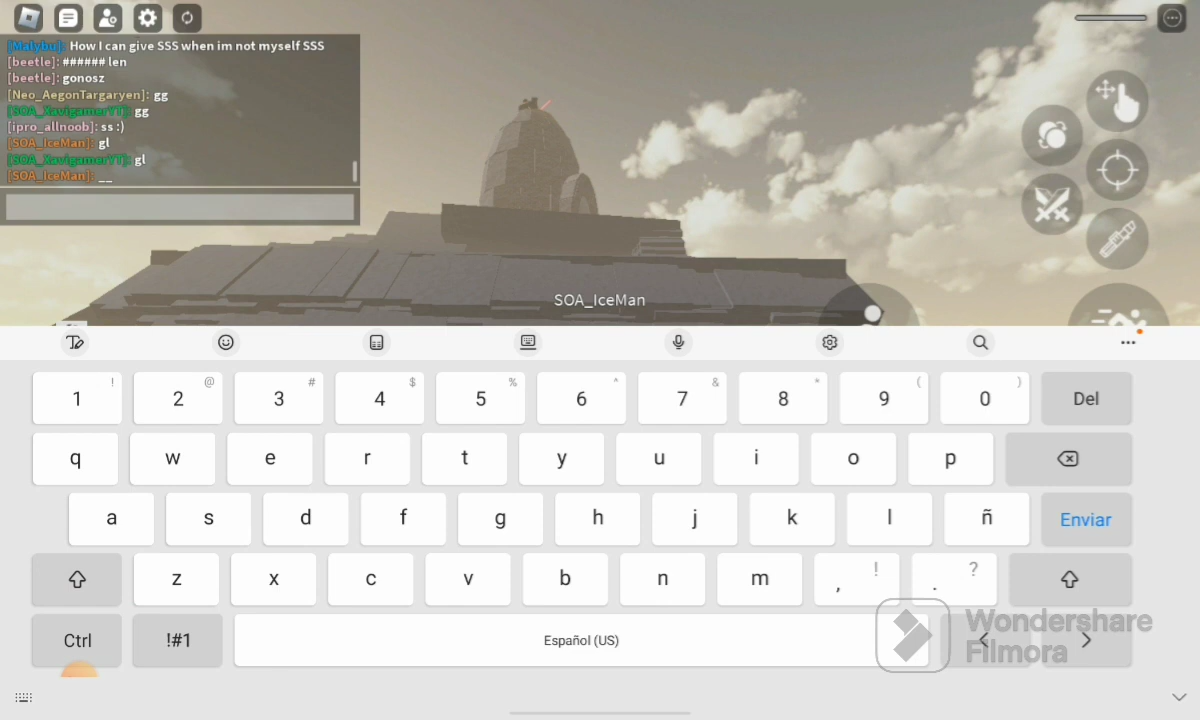 [Malybu]: How I can give SSS when im not myself SSS
[beetle]: ###### len
[beetle]: gonosz
[Neo_AegonTargaryen]: gg
[SOA_XavigamerYT]: gg
[ipro_allnoob]: ss :)
[SOA_IceMan]: gl
[SOA_XavigamerYT]: gl
[SOA_IceMan]: __
SOA_IceMan
1 ! 2 @ 3 # 4 $ 5 % 6 ^ 7 & 8 * 9 ( 0 ) Del
q w e r t y u i o p
a s d f g h j k l ñ Enviar
z x c v b n m , ! . ?
Ctrl !#1 Español (US) < >
Wondershare
Filmora